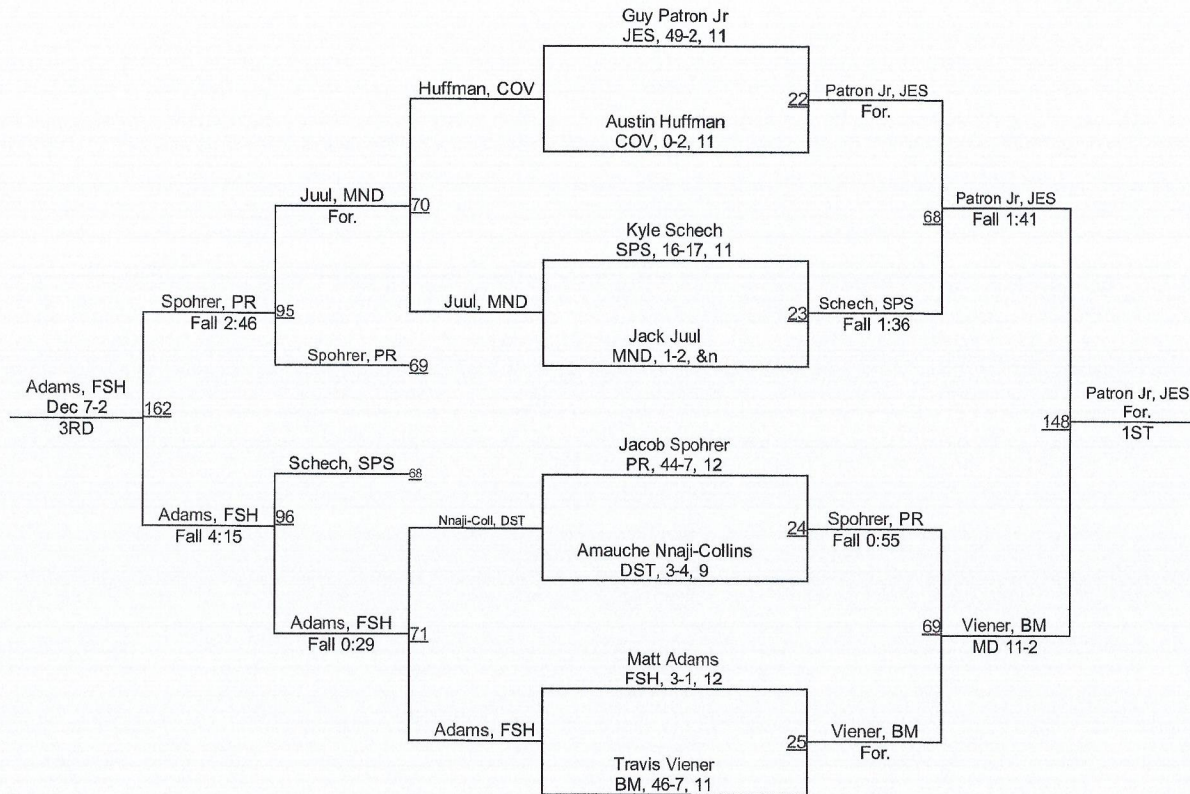 Guy Patron Jr
JES, 49-2, 11
Huffman, COV
22
Patron Jr, JES
For.
Austin Huffman
COV, 0-2, 11
Juul, MND
For.
70
68
Patron Jr, JES
Fall 1:41
Kyle Schech
SPS, 16-17, 11
Spohrer, PR
Fall 2:46
95
Juul, MND
23
Schech, SPS
Fall 1:36
Jack Juul
MND, 1-2, &n
Spohrer, PR
69
Adams, FSH
Dec 7-2
3RD
162
148
Patron Jr, JES
For.
1ST
Jacob Spohrer
PR, 44-7, 12
Schech, SPS
68
Adams, FSH
Fall 4:15
96
Nnaji-Coll, DST
24
Spohrer, PR
Fall 0:55
Amauche Nnaji-Collins
DST, 3-4, 9
Adams, FSH
Fall 0:29
71
69
Viener, BM
MD 11-2
Matt Adams
FSH, 3-1, 12
Adams, FSH
25
Viener, BM
For.
Travis Viener
BM, 46-7, 11